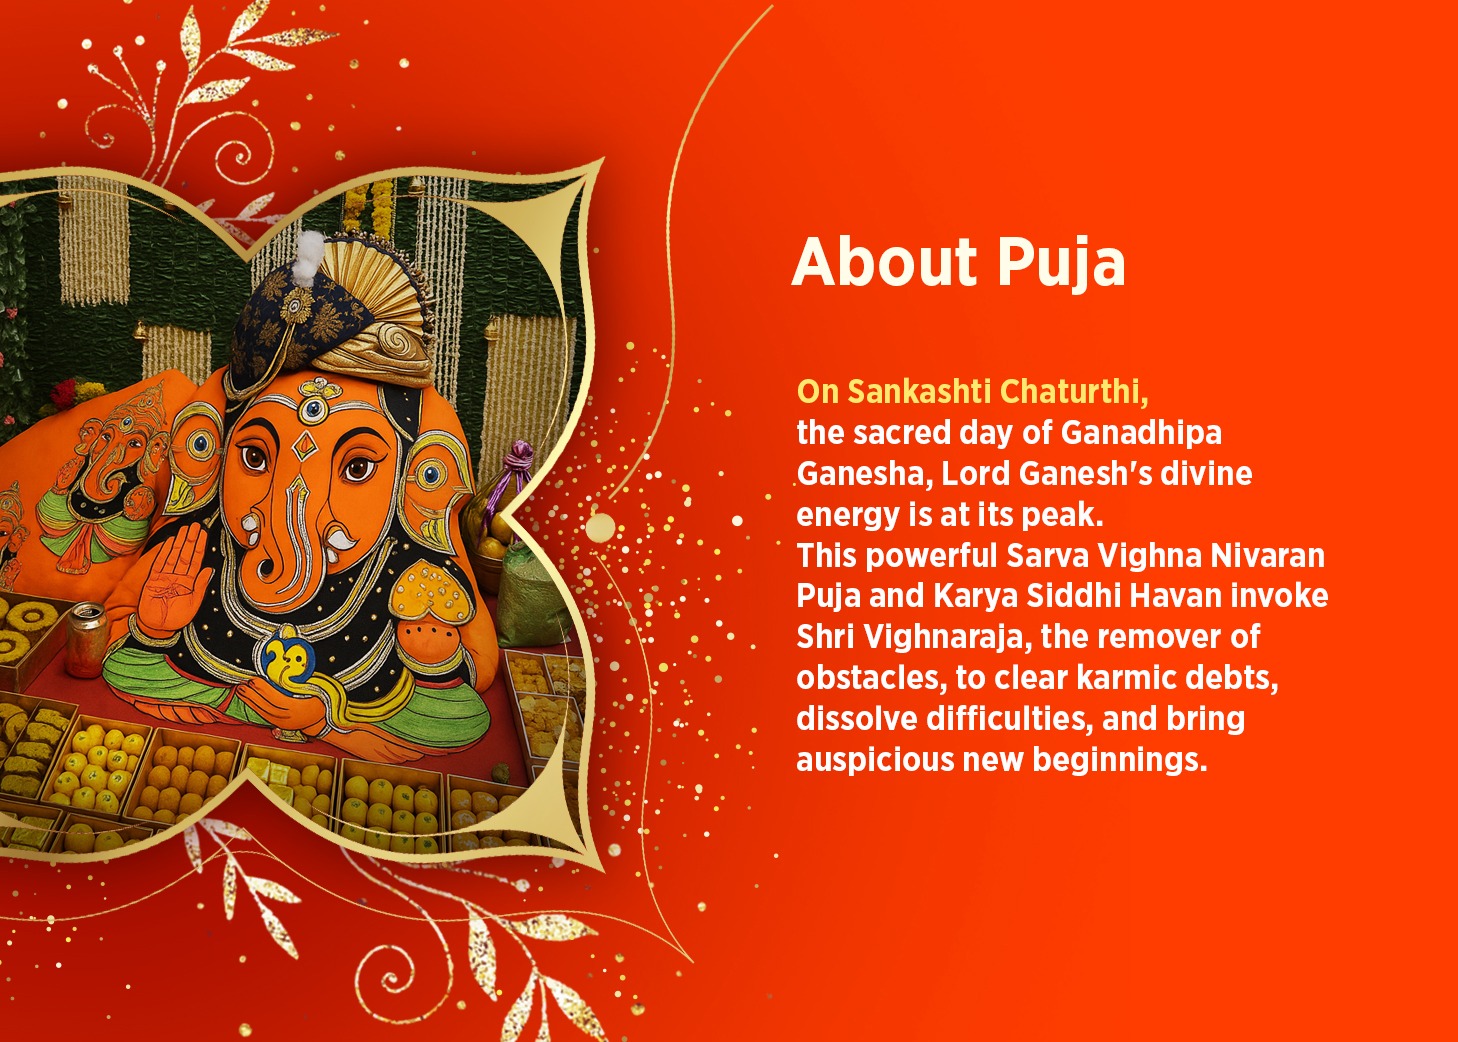 About Puja
On Sankashti Chaturthi,
the sacred day of Ganadhipa
Ganesha, Lord Ganesh's divine
energy is at its peak.
This powerful Sarva Vighna Nivaran
Puja and Karya Siddhi Havan invoke
Shri Vighnaraja, the remover of
obstacles, to clear karmic debts,
dissolve difficulties, and bring
auspicious new beginnings.